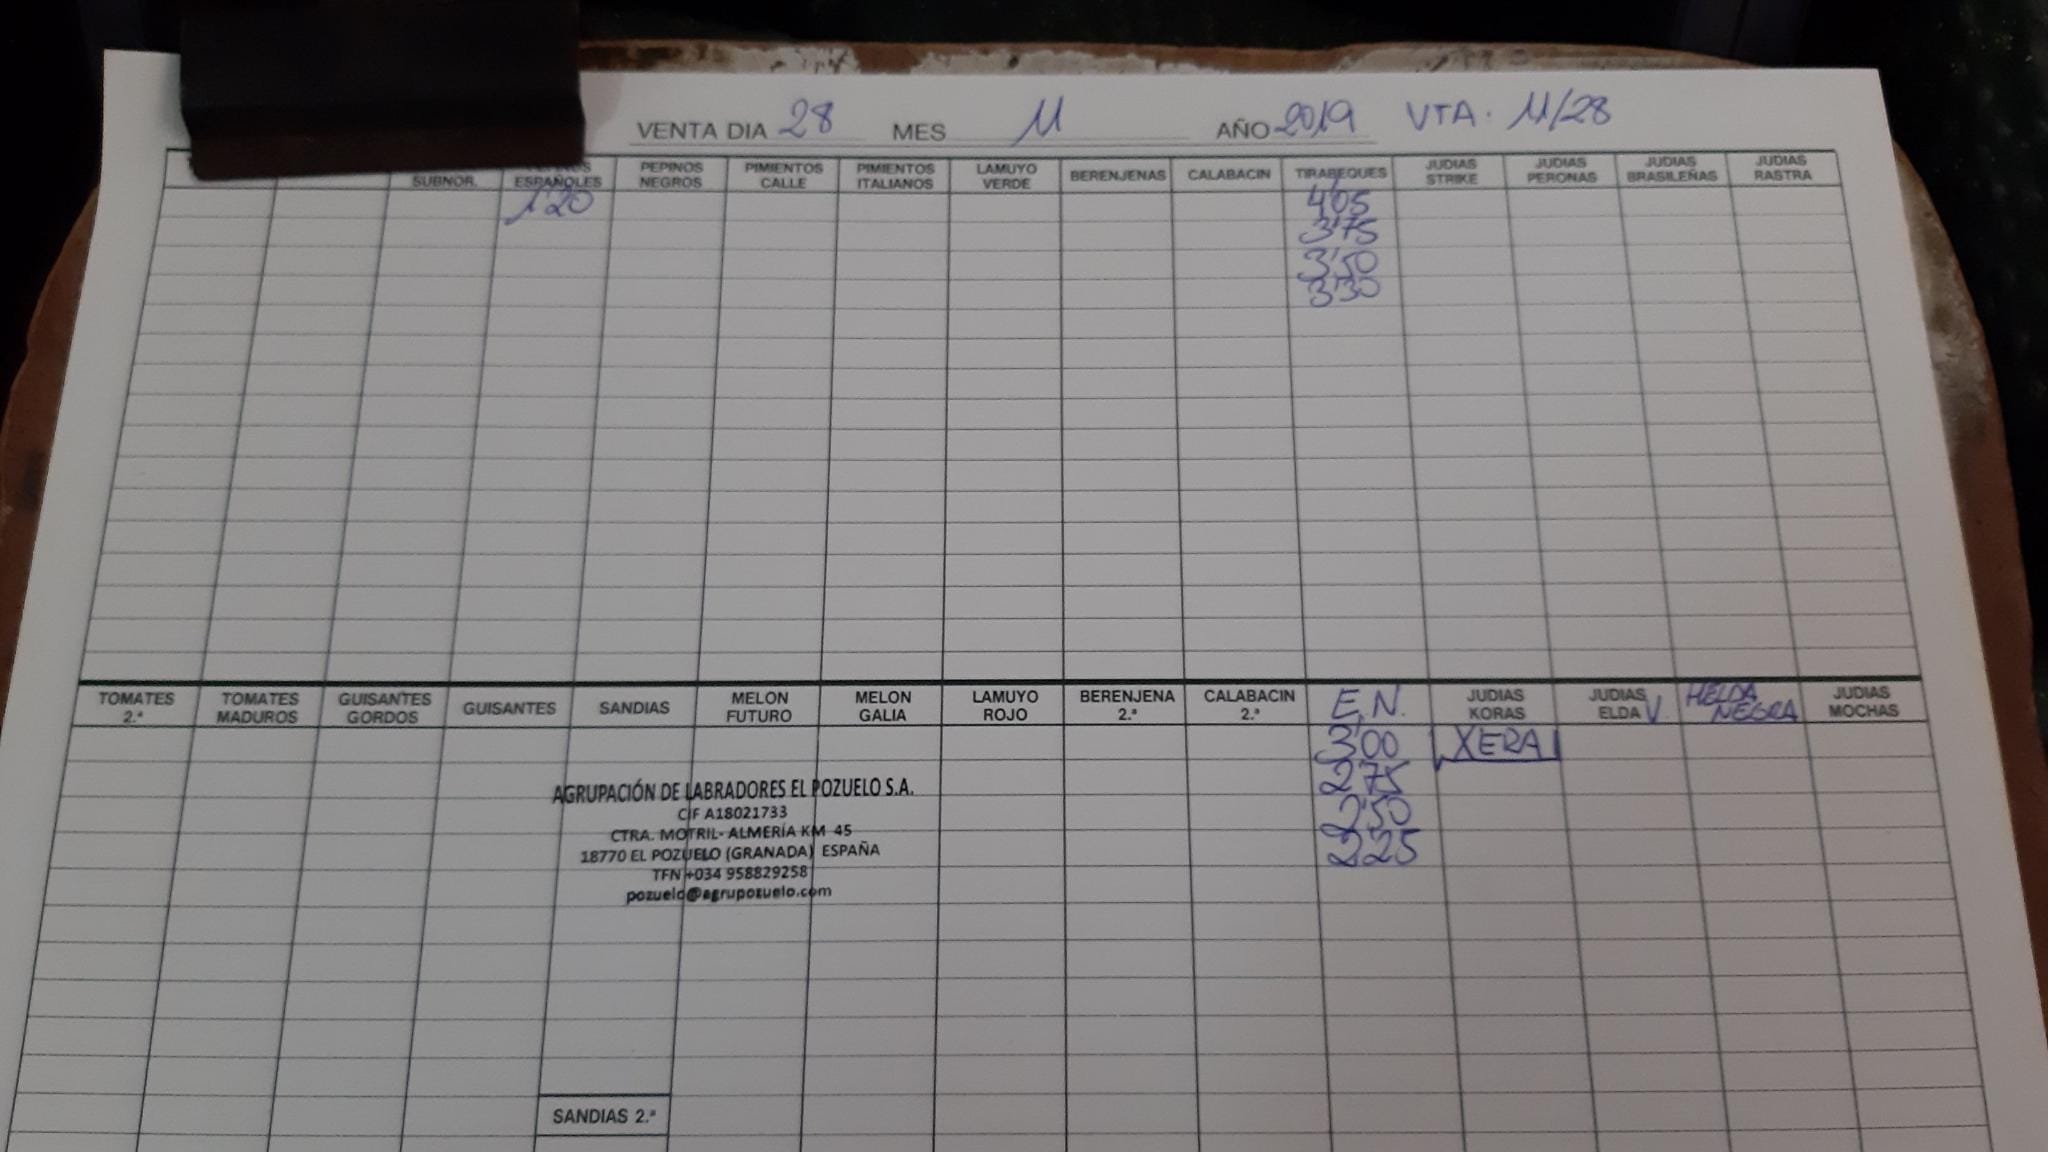 VENTA DIA 28 MES 11 AÑO 2019 VTA. 11/28
SUBNOR.
ESPAÑOLES
PEPINOS
NEGROS
PIMIENTOS
CALLE
PIMIENTOS
ITALIANOS
LAMUYO
VERDE
BERENJENAS
CALABACIN
TIRABEQUES
JUDIAS
STRIKE
JUDIAS
PERONAS
JUDIAS
BRASILEÑAS
JUDIAS
RASTRA
1'20
4'05
3'75
3'50
3'30
TOMATES
2.ª
TOMATES
MADUROS
GUISANTES
GORDOS
GUISANTES
SANDIAS
MELON
FUTURO
MELON
GALIA
LAMUYO
ROJO
BERENJENA
2.ª
CALABACIN
2.ª
E.N.
JUDIAS
KORAS
JUDIAS
ELDA V.
HELDA
NEGRA
JUDIAS
MOCHAS
3'00
XERA
2'75
2'50
2'25
AGRUPACIÓN DE LABRADORES EL POZUELO S.A.
CIF A18021733
CTRA. MOTRIL- ALMERÍA KM 45
18770 EL POZUELO (GRANADA) ESPAÑA
TFN +034 958829258
pozuelo@agrupozuelo.com
SANDIAS 2.ª